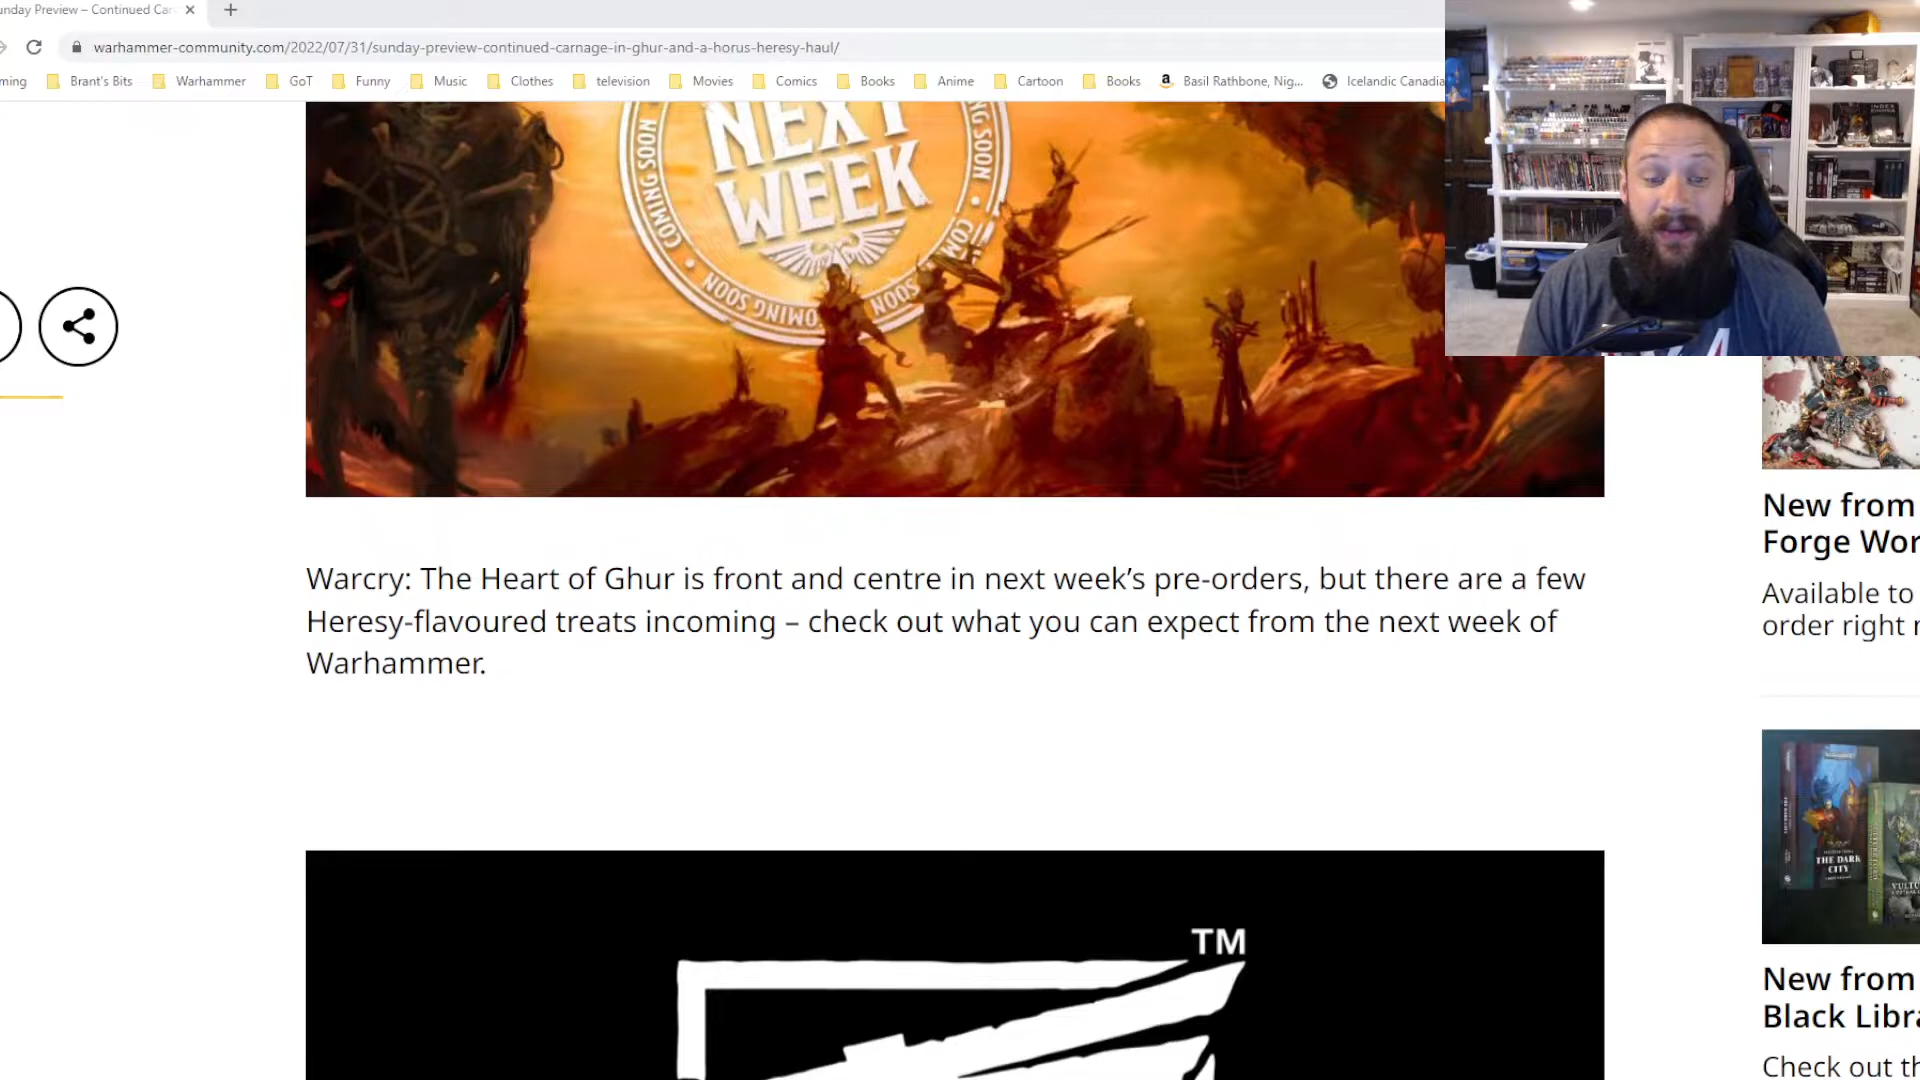 unday Preview – Continued Car
warhammer-community.com/2022/07/31/sunday-preview-continued-carnage-in-ghur-and-a-horus-heresy-haul/
ming Brant's Bits Warhammer GoT Funny Music Clothes television Movies Comics Books Anime Cartoon Books Basil Rathbone, Nig... Icelandic Canadia
NEXT
WEEK
COMING SOON
COMING SOON
Warcry: The Heart of Ghur is front and centre in next week's pre-orders, but there are a few
Heresy-flavoured treats incoming – check out what you can expect from the next week of
Warhammer.
TM
New from
Forge Wor
Available to
order right n
THE DARK
CITY
VULTU
New from
Black Libra
Check out th